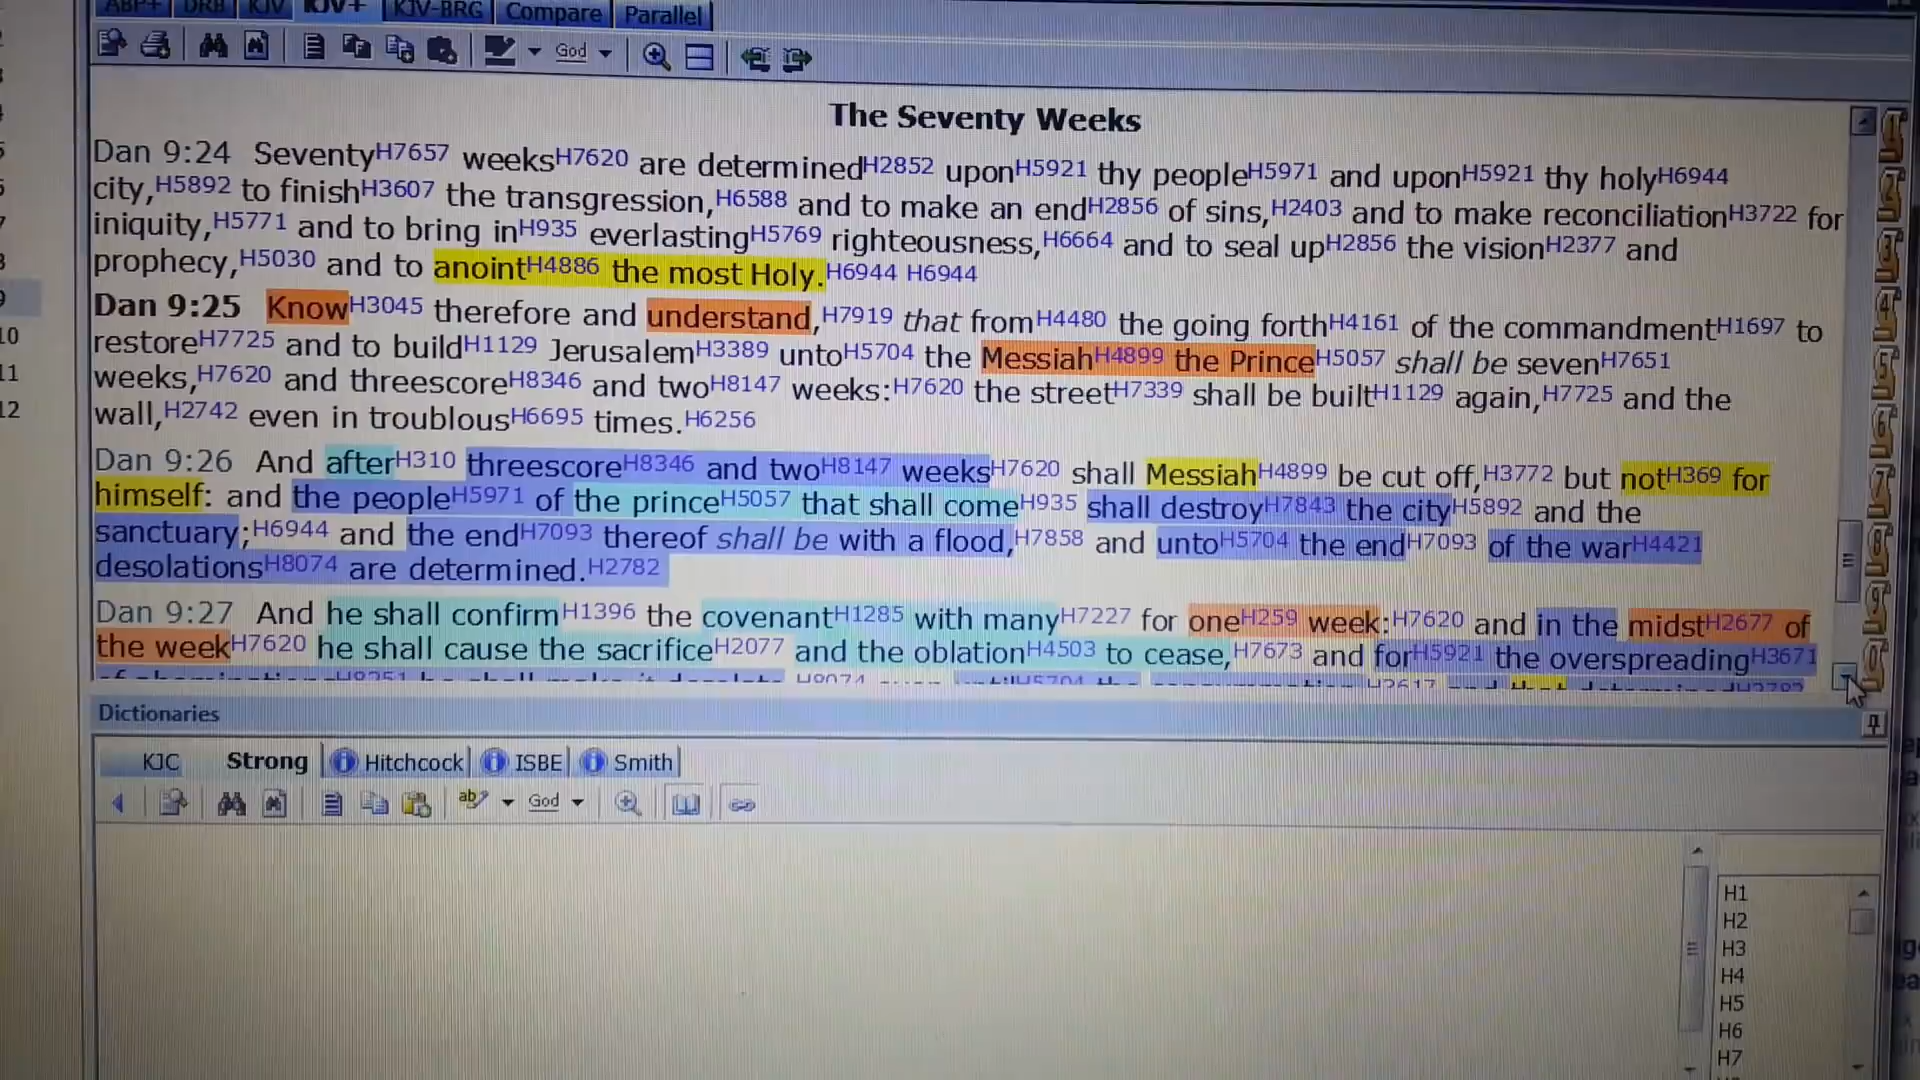 ABP+ DRB KJV KJV+ KJV-BRG Compare Parallel
God
The Seventy Weeks
Dan 9:24 SeventyH7657 weeksH7620 are determinedH2852 uponH5921 thy peopleH5971 and uponH5921 thy holyH6944
city,H5892 to finishH3607 the transgression,H6588 and to make an endH2856 of sins,H2403 and to make reconciliationH3722 for
iniquity,H5771 and to bring inH935 everlastingH5769 righteousness,H6664 and to seal upH2856 the visionH2377 and
prophecy,H5030 and to anointH4886 the most Holy.H6944 H6944
Dan 9:25 KnowH3045 therefore and understand,H7919 that fromH4480 the going forthH4161 of the commandmentH1697 to
restoreH7725 and to buildH1129 JerusalemH3389 untoH5704 the MessiahH4899 the PrinceH5057 shall be sevenH7651
weeks,H7620 and threescoreH8346 and twoH8147 weeks:H7620 the streetH7339 shall be builtH1129 again,H7725 and the
wall,H2742 even in troublousH6695 times.H6256
Dan 9:26 And afterH310 threescoreH8346 and twoH8147 weeksH7620 shall MessiahH4899 be cut off,H3772 but notH369 for
himself: and the peopleH5971 of the princeH5057 that shall comeH935 shall destroyH7843 the cityH5892 and the
sanctuary;H6944 and the endH7093 thereof shall be with a flood,H7858 and untoH5704 the endH7093 of the warH4421
desolationsH8074 are determined.H2782
Dan 9:27 And he shall confirmH1396 the covenantH1285 with manyH7227 for oneH259 week:H7620 and in the midstH2677 of
the weekH7620 he shall cause the sacrificeH2077 and the oblationH4503 to cease,H7673 and forH5921 the overspreadingH3671
9
10
11
12
Dictionaries
KJC Strong Hitchcock ISBE Smith
God
H1
H2
H3
H4
H5
H6
H7